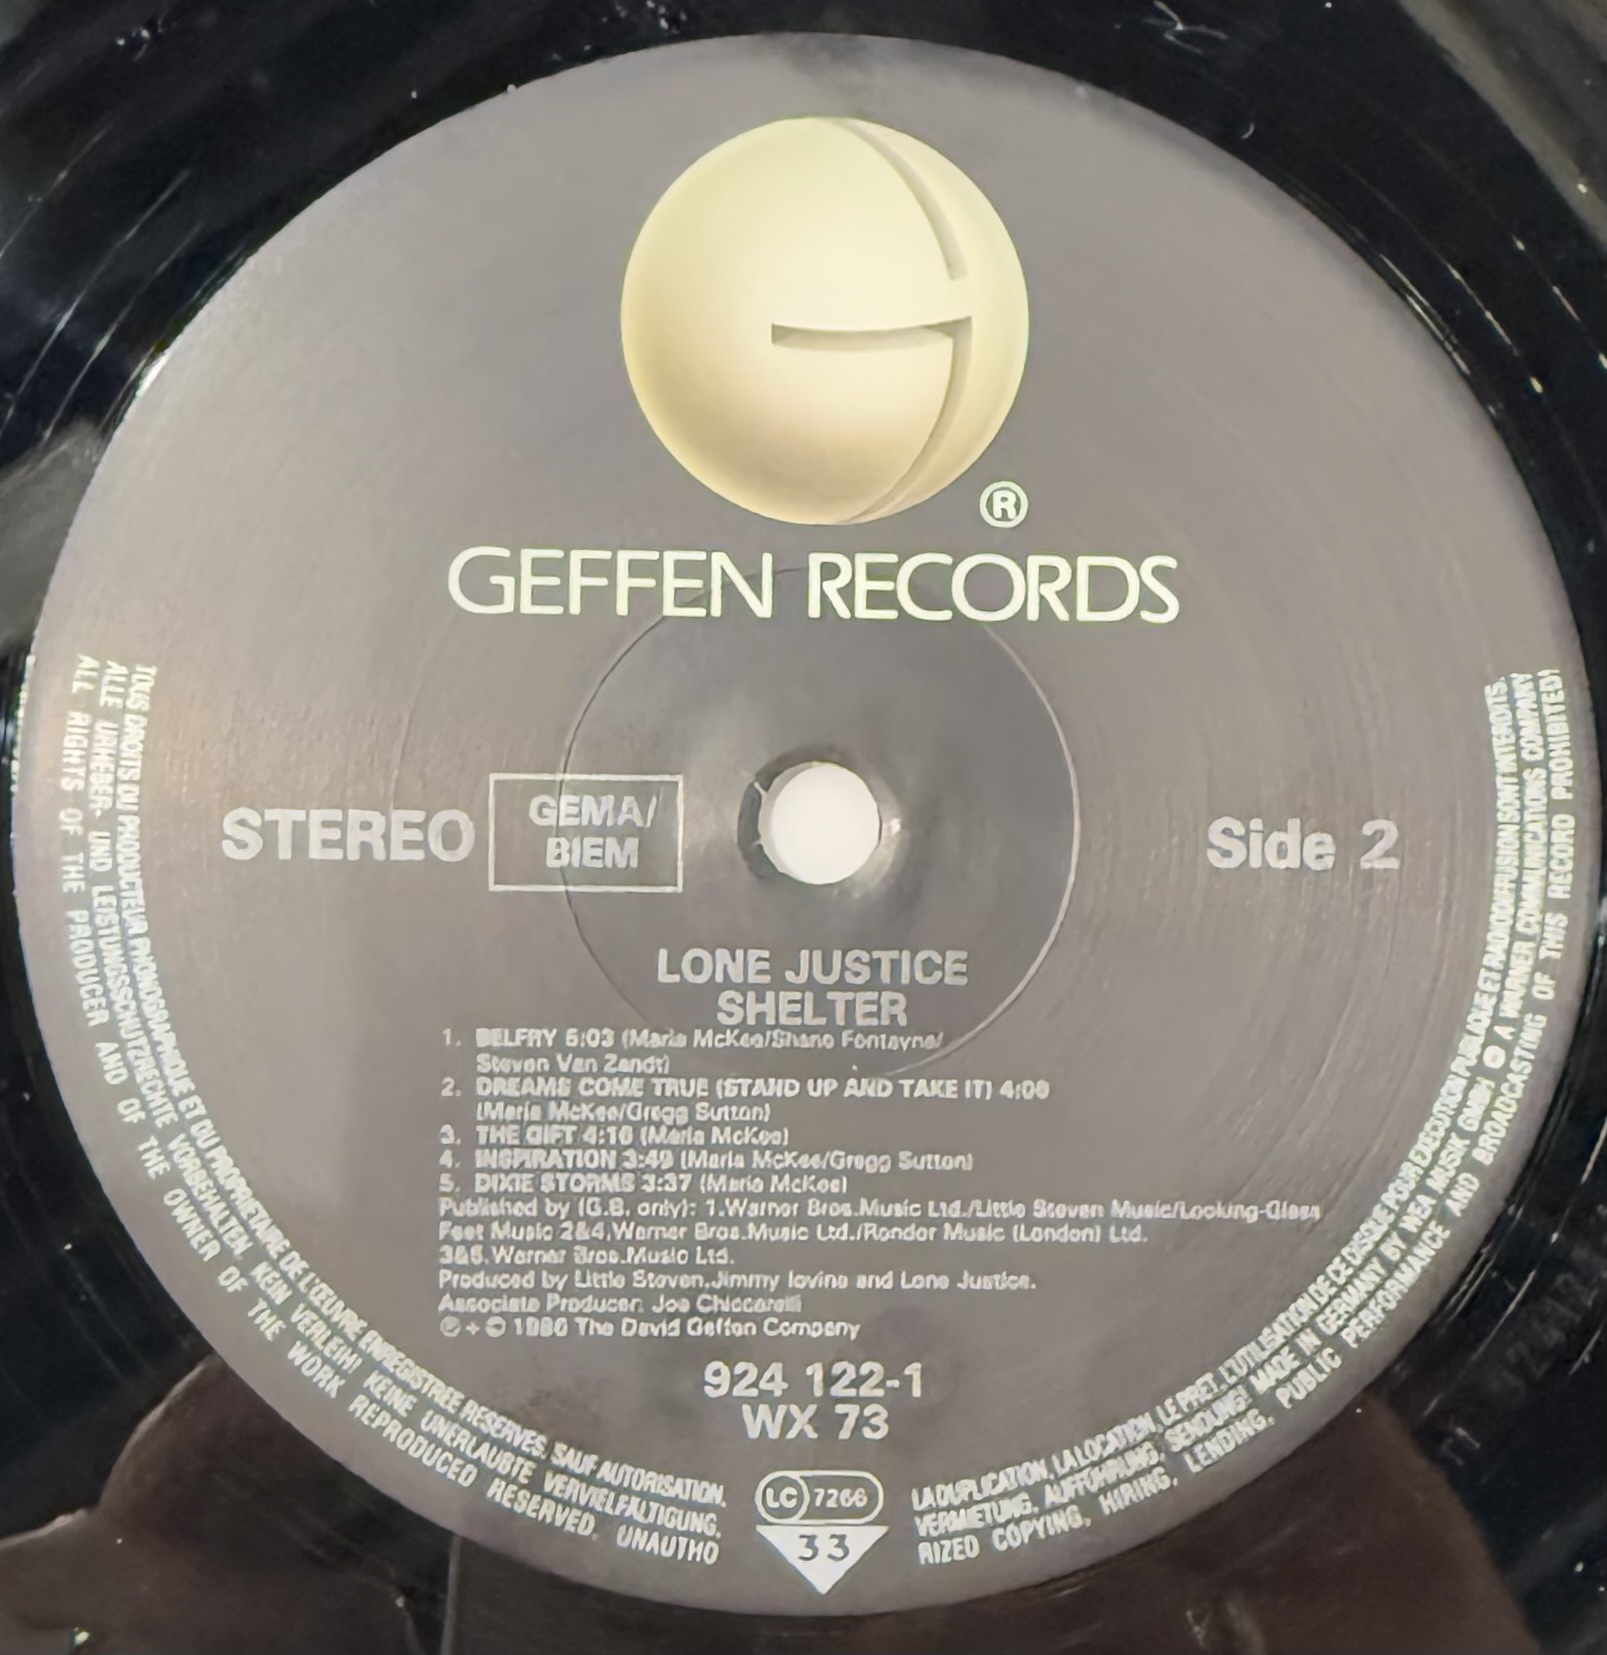 ®
GEFFEN RECORDS
STEREO
GEMA/
BIEM
Side 2
LONE JUSTICE
SHELTER
1. BELFRY 5:03 (Maria McKee/Shane Fontayne/
Steven Van Zandt)
2. DREAMS COME TRUE (STAND UP AND TAKE IT) 4:08
(Maria McKee/Gregg Sutton)
3. THE GIFT 4:16 (Maria McKee)
4. INSPIRATION 3:49 (Maria McKee/Gregg Sutton)
5. DIXIE STORMS 3:37 (Maria McKee)
Published by (G.B. only): 1.Warner Bros.Music Ltd./Little Steven Music/Looking-Glass
Feet Music 2&4.Warner Bros.Music Ltd./Rondor Music (London) Ltd.
3&5.Warner Bros.Music Ltd.
Produced by Little Steven.Jimmy Iovine and Lone Justice.
Associate Producer: Joe Chiccarelli
℗ + © 1986 The David Geffen Company
924 122-1
WX 73
LC 7266
33
TOUS DROITS DU PRODUCTEUR PHONOGRAPHIQUE ET DU PROPRIETAIRE DE L'ŒUVRE ENREGISTREE RESERVES. SAUF AUTORISATION,
LA DUPLICATION, LA LOCATION, LE PRET, L'UTILISATION DE CE DISQUE POUR EXECUTION PUBLIQUE ET RADIODIFFUSION SONT INTERDITS.
ALLE URHEBER- UND LEISTUNGSSCHUTZRECHTE VORBEHALTEN. KEIN VERLEIH! KEINE UNERLAUBTE VERVIELFÄLTIGUNG,
VERMIETUNG, AUFFÜHRUNG, SENDUNG! MADE IN GERMANY BY WEA MUSIK GMBH A WARNER COMMUNICATIONS COMPANY
ALL RIGHTS OF THE PRODUCER AND OF THE OWNER OF THE WORK REPRODUCED RESERVED. UNAUTHO
RIZED COPYING, HIRING, LENDING, PUBLIC PERFORMANCE AND BROADCASTING OF THIS RECORD PROHIBITED!